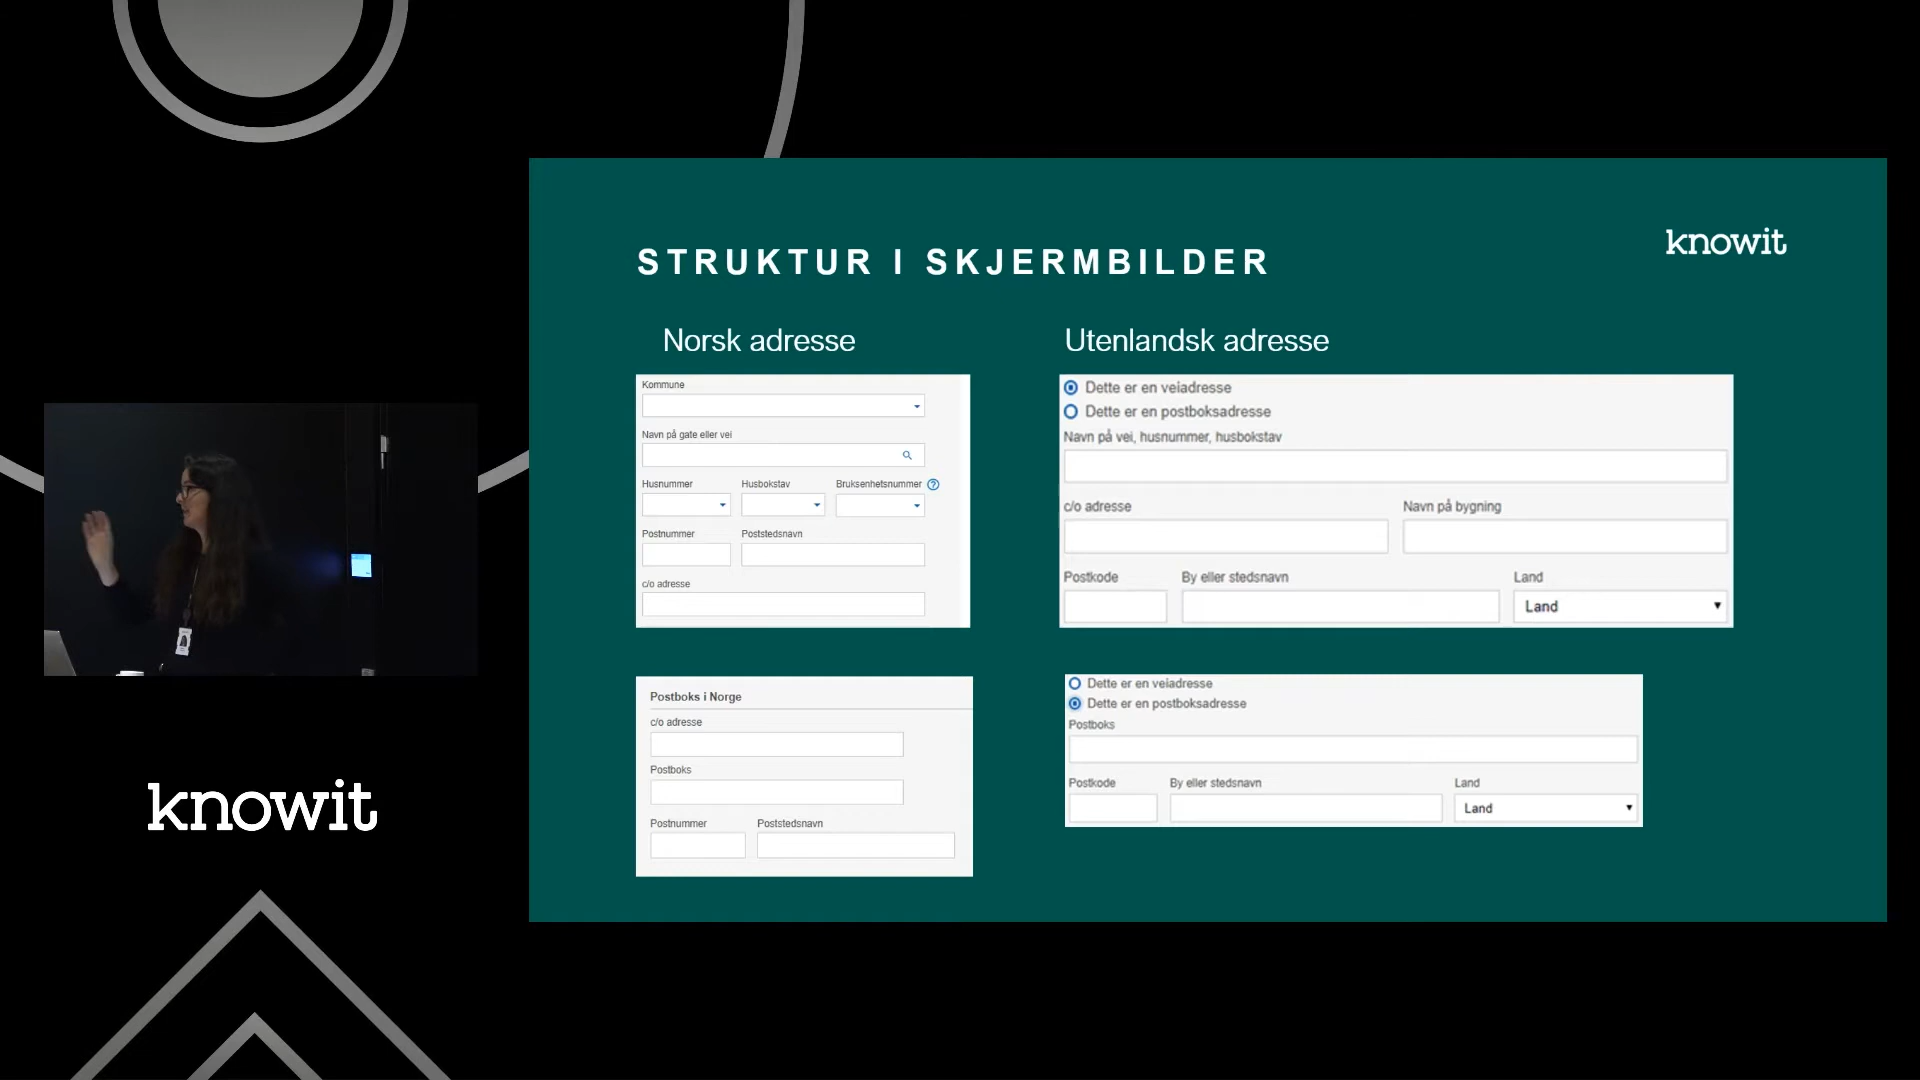 STRUKTUR I SKJERMBILDER
knowit
Norsk adresse
Kommune
Navn på gate eller vei
Husnummer Husbokstav Bruksenhetsnummer ?
Postnummer Poststedsnavn
c/o adresse
Postboks i Norge
c/o adresse
Postboks
Postnummer Poststedsnavn
Utenlandsk adresse
Dette er en veiadresse
Dette er en postboksadresse
Navn på vei, husnummer, husbokstav
c/o adresse Navn på bygning
Postkode By eller stedsnavn Land
Land
Dette er en veiadresse
Dette er en postboksadresse
Postboks
Postkode By eller stedsnavn Land
Land
knowit